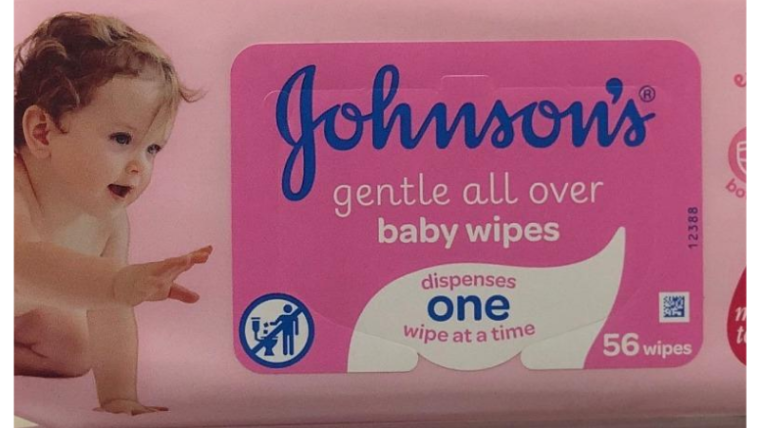 Johnson's®
gentle all over
baby wipes
dispenses
one
wipe at a time
56 wipes
12388